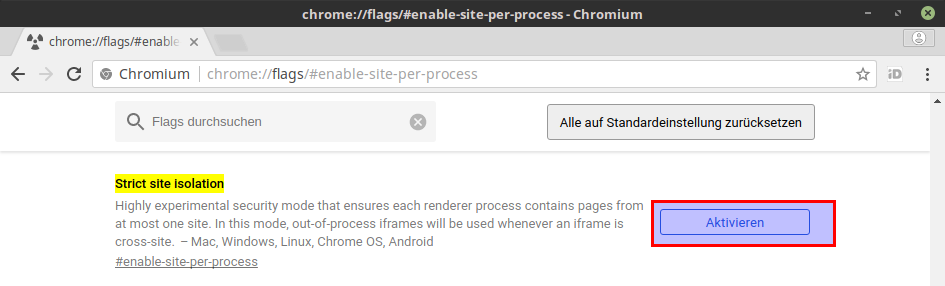 chrome://flags/#enable-site-per-process - Chromium
chrome://flags/#enable
Chromium chrome://flags/#enable-site-per-process
iD
Flags durchsuchen
Alle auf Standardeinstellung zurücksetzen
Strict site isolation
Highly experimental security mode that ensures each renderer process contains pages from
at most one site. In this mode, out-of-process iframes will be used whenever an iframe is
cross-site. – Mac, Windows, Linux, Chrome OS, Android
#enable-site-per-process
Aktivieren